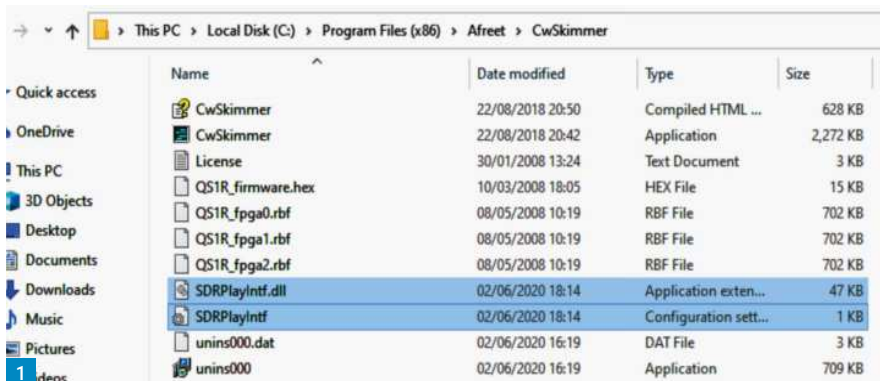 This PC > Local Disk (C:) > Program Files (x86) > Afreet > CwSkimmer
Name Date modified Type Size
Quick access
OneDrive
This PC
3D Objects
Desktop
Documents
Downloads
Music
Pictures
CwSkimmer 22/08/2018 20:50 Compiled HTML ... 628 KB
CwSkimmer 22/08/2018 20:42 Application 2,272 KB
License 30/01/2008 13:24 Text Document 3 KB
QS1R_firmware.hex 10/03/2008 18:05 HEX File 15 KB
QS1R_fpga0.rbf 08/05/2008 10:19 RBF File 702 KB
QS1R_fpga1.rbf 08/05/2008 10:19 RBF File 702 KB
QS1R_fpga2.rbf 08/05/2008 10:19 RBF File 702 KB
SDRPlayIntf.dll 02/06/2020 18:14 Application exten... 47 KB
SDRPlayIntf 02/06/2020 18:14 Configuration sett... 1 KB
unins000.dat 02/06/2020 16:19 DAT File 3 KB
unins000 02/06/2020 16:19 Application 709 KB
1